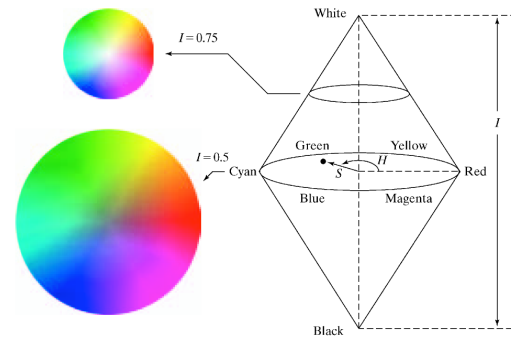 White
I = 0.75
I
Green
Yellow
H
I = 0.5
Cyan
S
Red
Blue
Magenta
Black